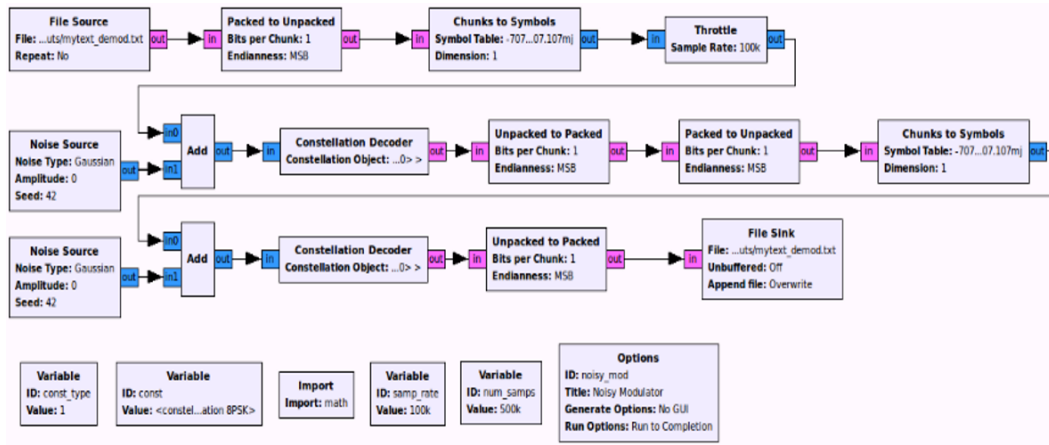 File Source
File: ...uts/mytext_demod.txt
Repeat: No
out
in
Packed to Unpacked
Bits per Chunk: 1
Endianness: MSB
out
in
Chunks to Symbols
Symbol Table: -707...07.107mj
Dimension: 1
out
in
Throttle
Sample Rate: 100k
out
Noise Source
Noise Type: Gaussian
Amplitude: 0
Seed: 42
out
in0
in1
Add
out
in
Constellation Decoder
Constellation Object: ...0> >
out
in
Unpacked to Packed
Bits per Chunk: 1
Endianness: MSB
out
in
Packed to Unpacked
Bits per Chunk: 1
Endianness: MSB
out
in
Chunks to Symbols
Symbol Table: -707...07.107mj
Dimension: 1
out
Noise Source
Noise Type: Gaussian
Amplitude: 0
Seed: 42
out
in0
in1
Add
out
in
Constellation Decoder
Constellation Object: ...0> >
out
in
Unpacked to Packed
Bits per Chunk: 1
Endianness: MSB
out
in
File Sink
File: ...uts/mytext_demod.txt
Unbuffered: Off
Append file: Overwrite
Variable
ID: const_type
Value: 1
Variable
ID: const
Value: <constel...ation 8PSK>
Import
Import: math
Variable
ID: samp_rate
Value: 100k
Variable
ID: num_samps
Value: 500k
Options
ID: noisy_mod
Title: Noisy Modulator
Generate Options: No GUI
Run Options: Run to Completion